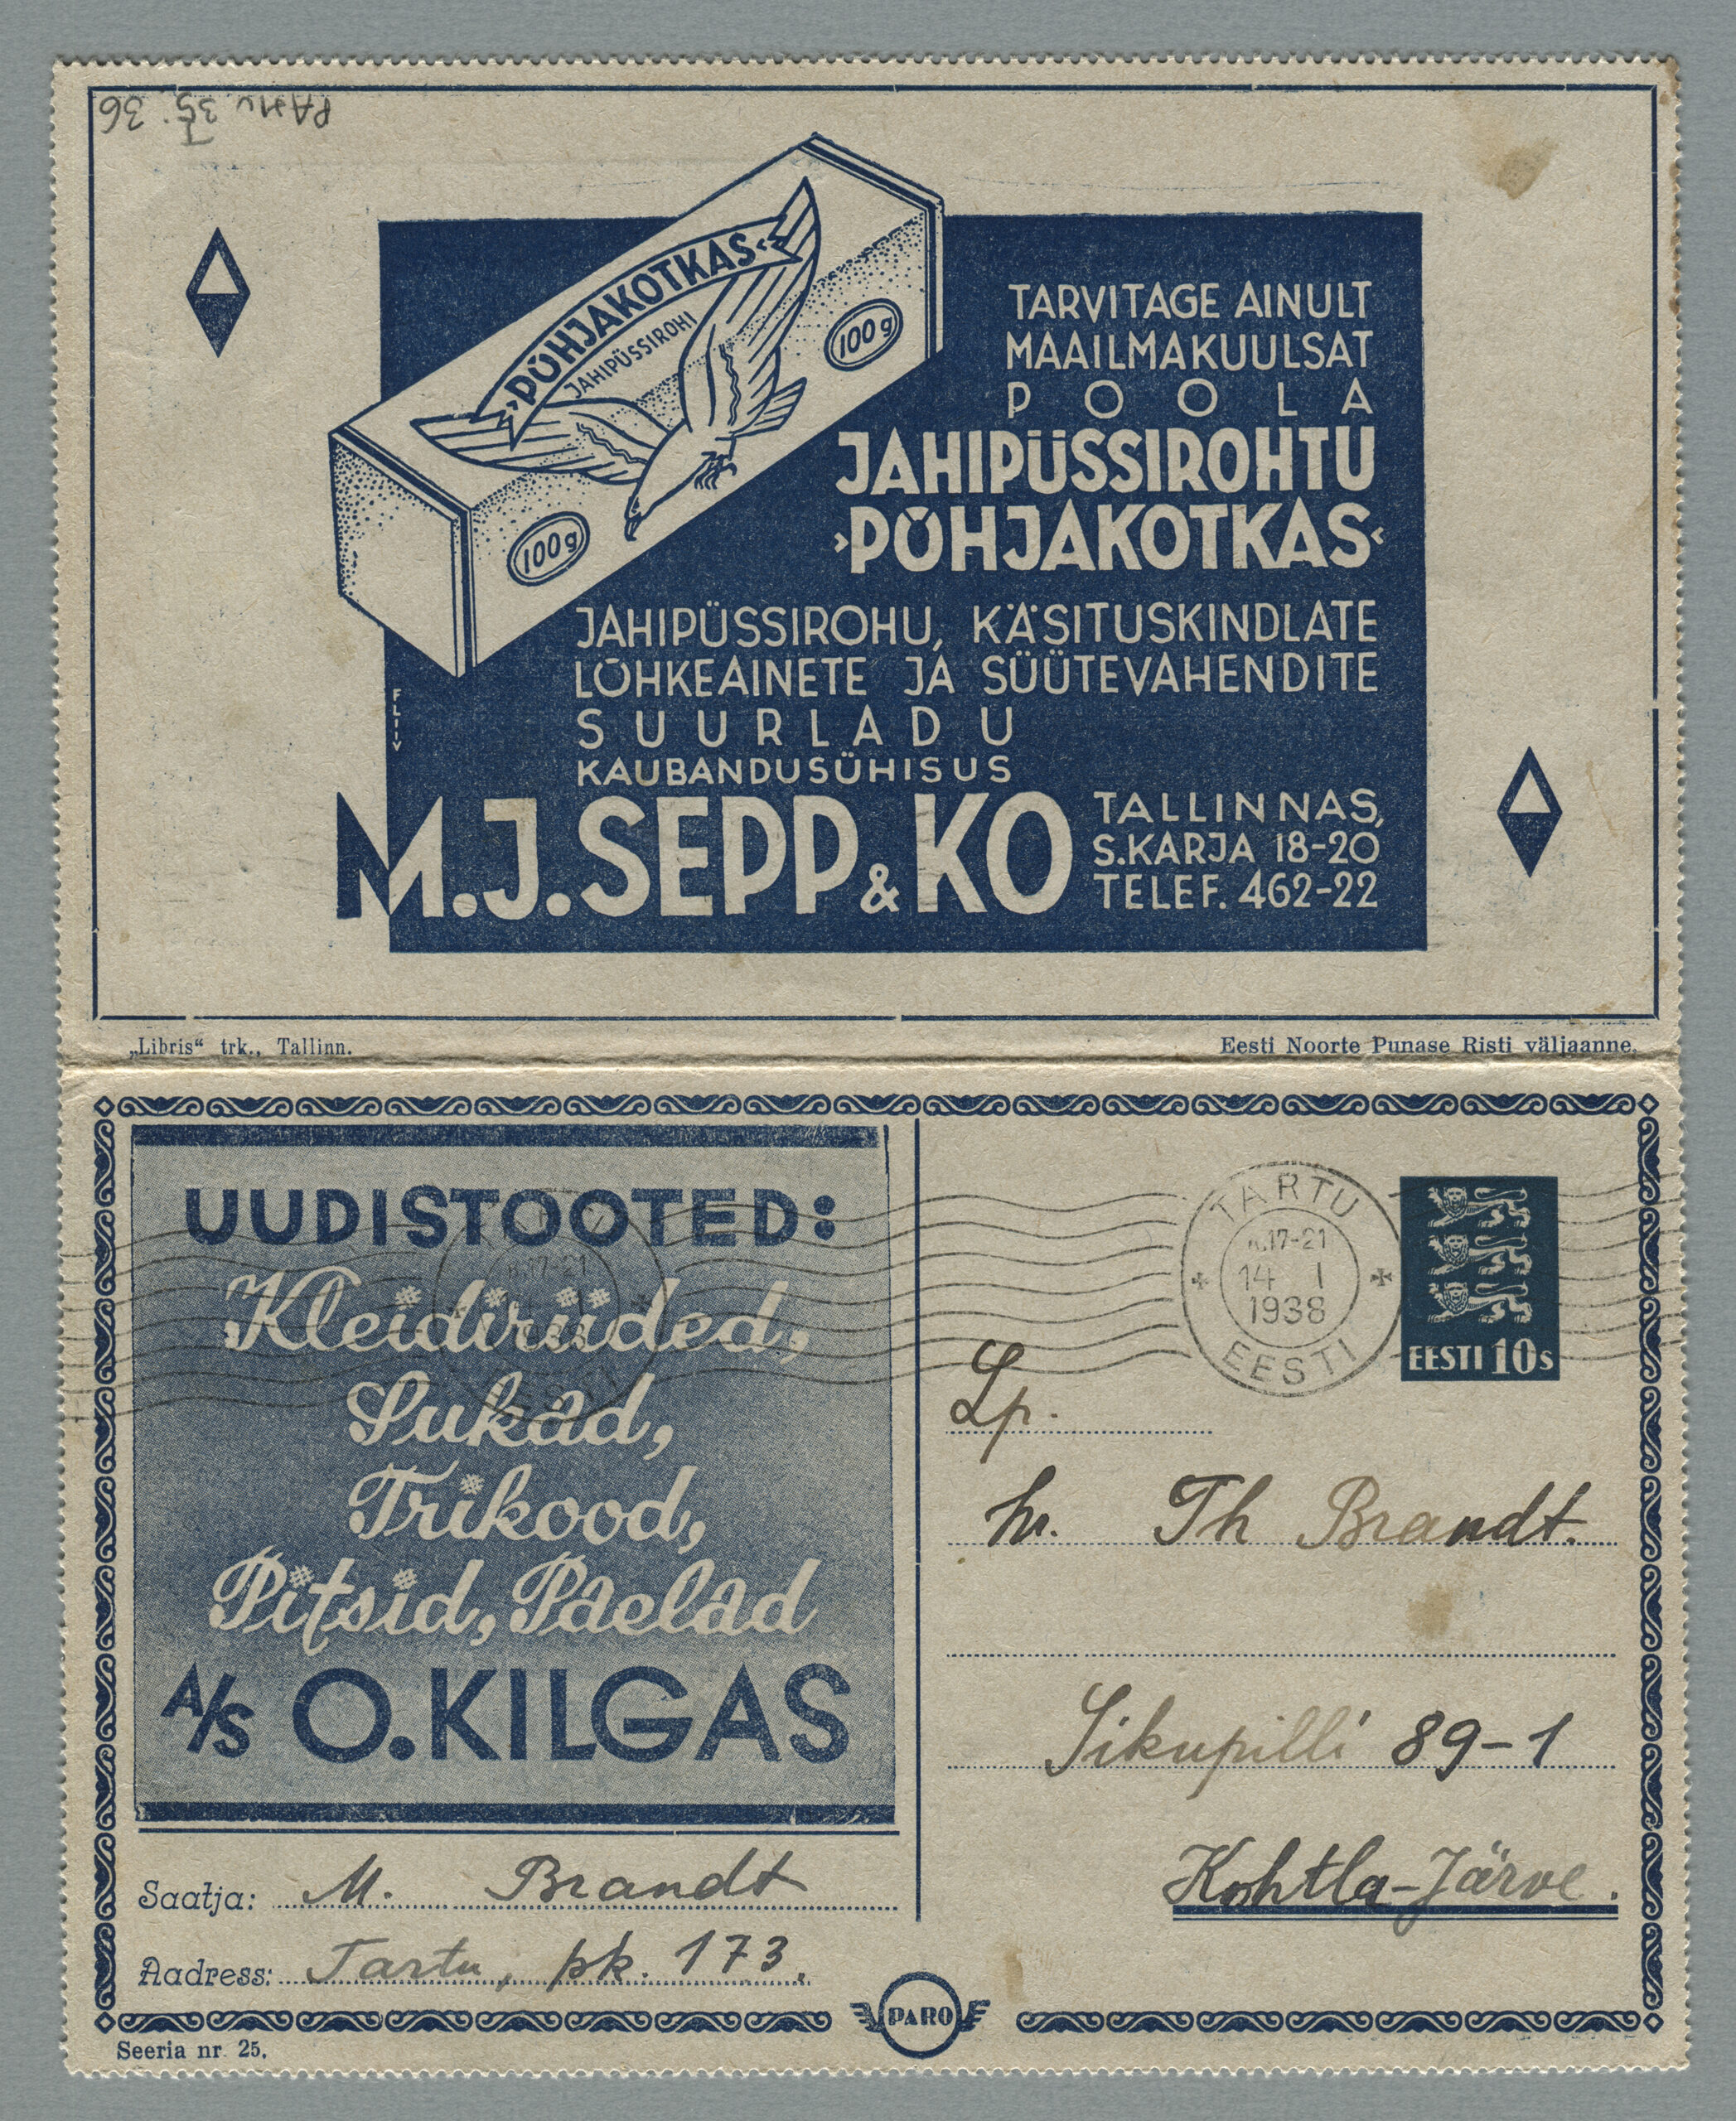 PAMu 35. I. 36
›PÕHJAKOTKAS‹
JAHIPÜSSIROHI
100 g
100 g
TARVITAGE AINULT
MAAILMAKUULSAT
POOLA
JAHIPÜSSIROHTU
›PÕHJAKOTKAS‹
JAHIPÜSSIROHU, KÄSITUSKINDLATE
LÕHKEAINETE JA SÜÜTEVAHENDITE
SUURLADU
KAUBANDUSÜHISUS
M.J. SEPP & KO
TALLINNAS,
S. KARJA 18-20
TELEF. 462-22
FLIIV
„Libris“ trk., Tallinn.
Eesti Noorte Punase Risti väljaanne.
UUDISTOOTED:
Kleidiriided,
Sukad,
Trikood,
Pitsid, Paelad
A/S O. KILGAS
TARTU
17-21
14 I
1938
EESTI
EESTI 10 s
Lp.
hr. Th Brandt.
Sikupilli 89-1
Kohtla-Järve.
Saatja: M. Brandt
Aadress: Tartu, pk. 173.
PARO
Seeria nr 25.